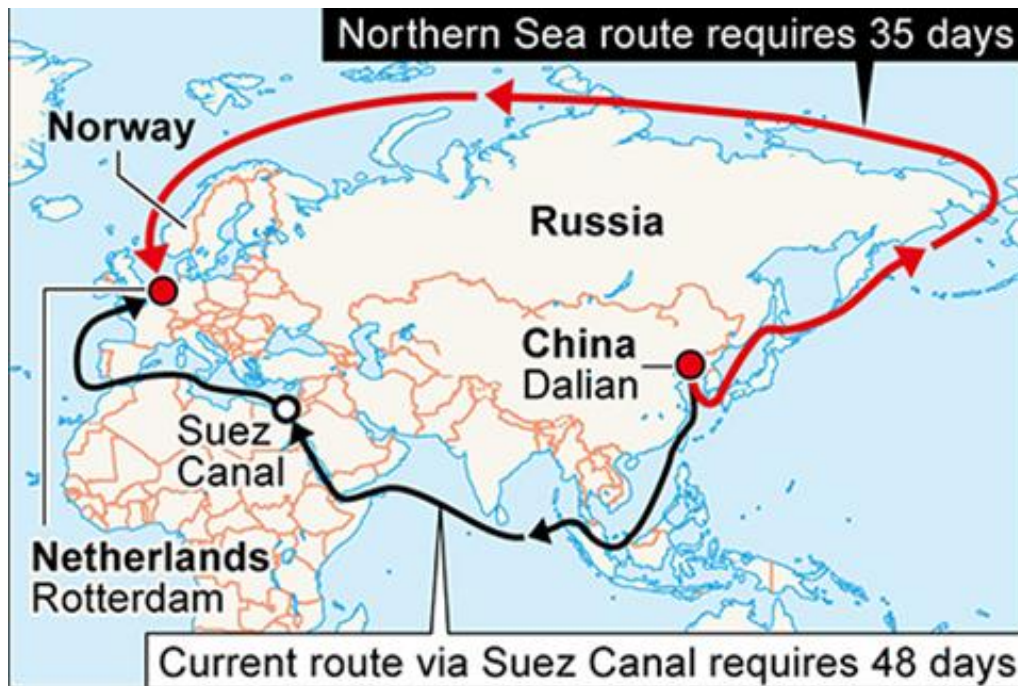 Northern Sea route requires 35 days
Norway
Russia
China
Dalian
Suez
Canal
Netherlands
Rotterdam
Current route via Suez Canal requires 48 days